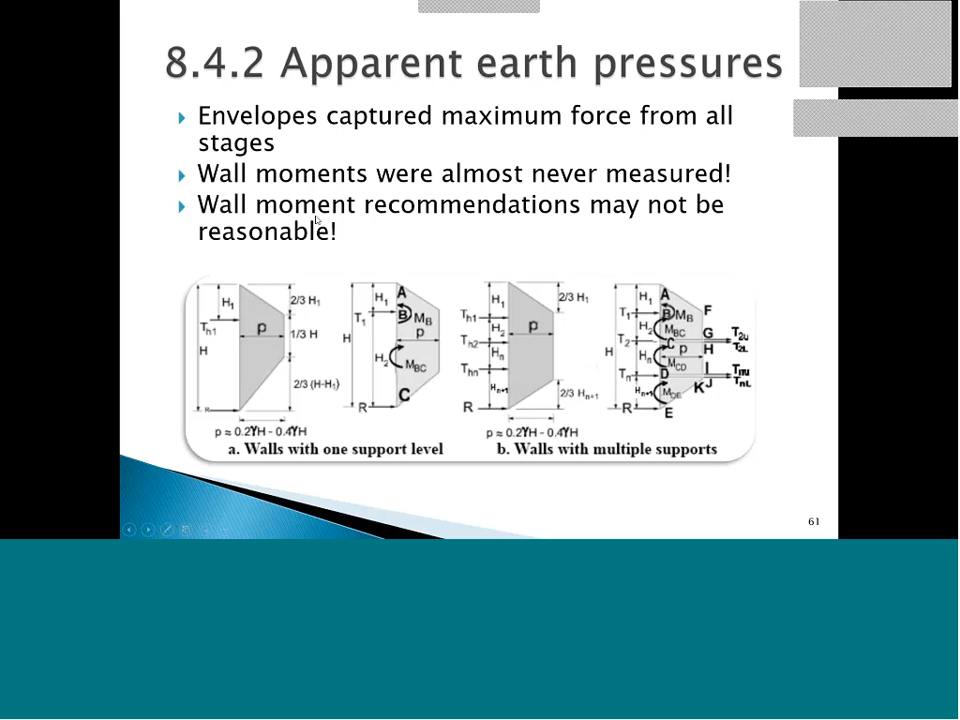 8.4.2 Apparent earth pressures
Envelopes captured maximum force from all
stages
Wall moments were almost never measured!
Wall moment recommendations may not be
reasonable!
H₁ 2/3 H₁ H₁ A H₁ 2/3 H₁ H₁ A F
Th1 p 1/3 H T₁ B MB Th1 p T₁ B MB
H p H₂ H₂ MBC G T2U
H Th2 T₂ C H T2L
H₂ MBC Hn H Hn p
2/3 (H-H₁) Thn MCD I
C Tn D J TnL
Hn+1 Hn+1 K
R R R 2/3 Hn+1 R E
p ≈ 0.2γH - 0.4γH p ≈ 0.2γH - 0.4γH
a. Walls with one support level b. Walls with multiple supports
61